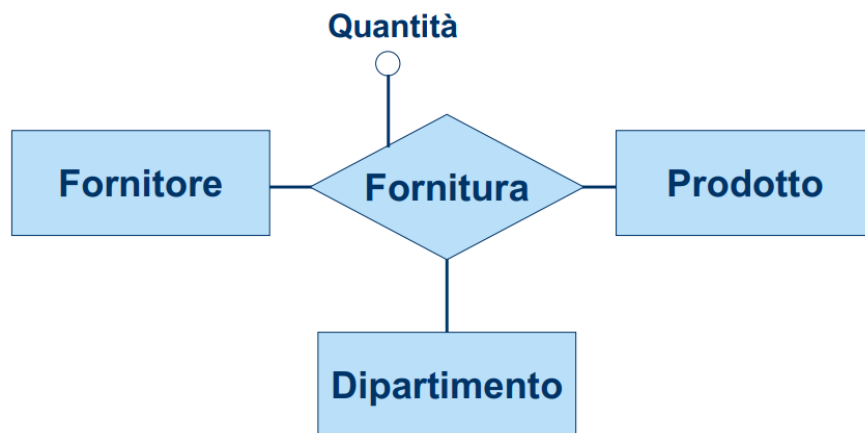 Quantità
Fornitore
Fornitura
Prodotto
Dipartimento